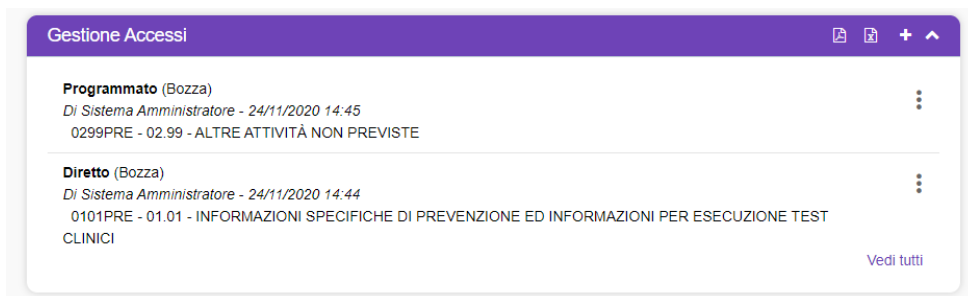 Gestione Accessi
Programmato (Bozza)
Di Sistema Amministratore - 24/11/2020 14:45
0299PRE - 02.99 - ALTRE ATTIVITÀ NON PREVISTE
Diretto (Bozza)
Di Sistema Amministratore - 24/11/2020 14:44
0101PRE - 01.01 - INFORMAZIONI SPECIFICHE DI PREVENZIONE ED INFORMAZIONI PER ESECUZIONE TEST
CLINICI
Vedi tutti